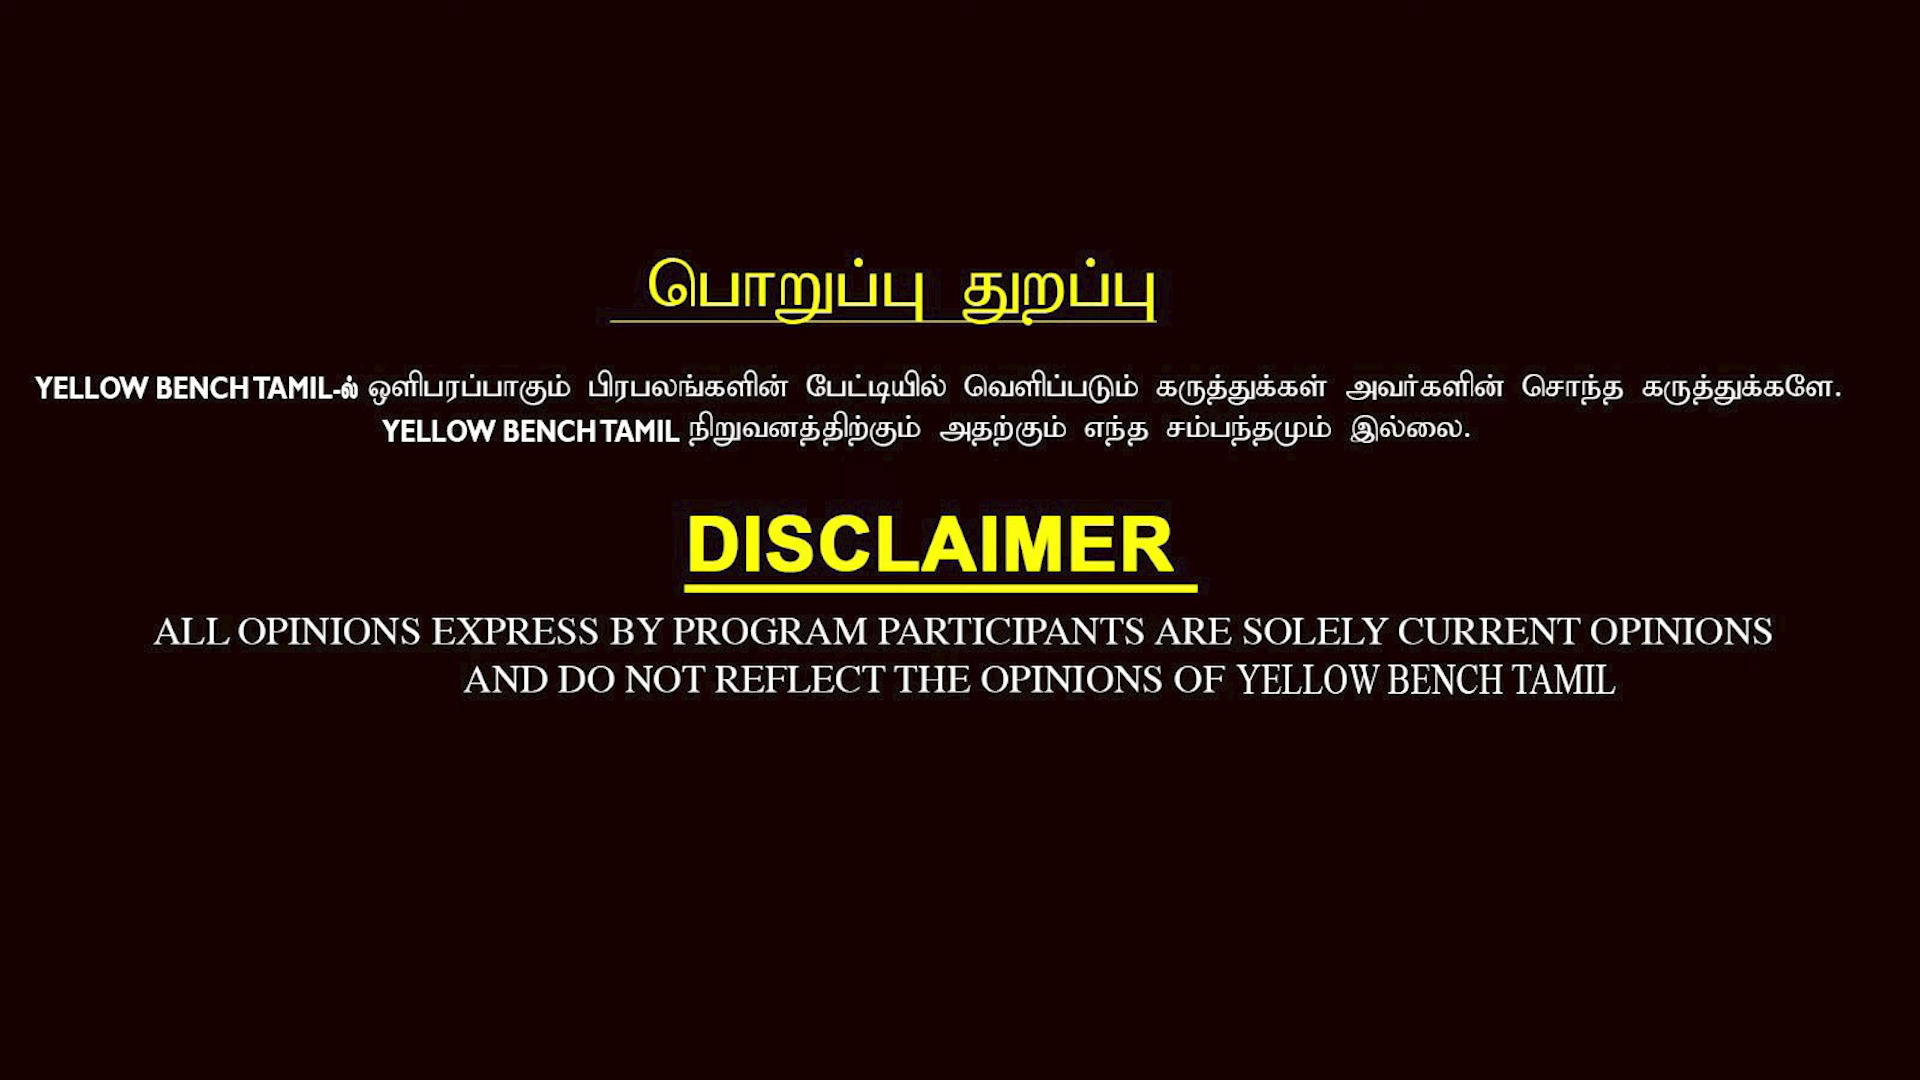 பொறுப்பு துறப்பு
YELLOW BENCH TAMIL-ல் ஒளிபரப்பாகும் பிரபலங்களின் பேட்டியில் வெளிப்படும் கருத்துக்கள் அவர்களின் சொந்த கருத்துக்களே.
YELLOW BENCH TAMIL நிறுவனத்திற்கும் அதற்கும் எந்த சம்பந்தமும் இல்லை.
DISCLAIMER
ALL OPINIONS EXPRESS BY PROGRAM PARTICIPANTS ARE SOLELY CURRENT OPINIONS
AND DO NOT REFLECT THE OPINIONS OF YELLOW BENCH TAMIL